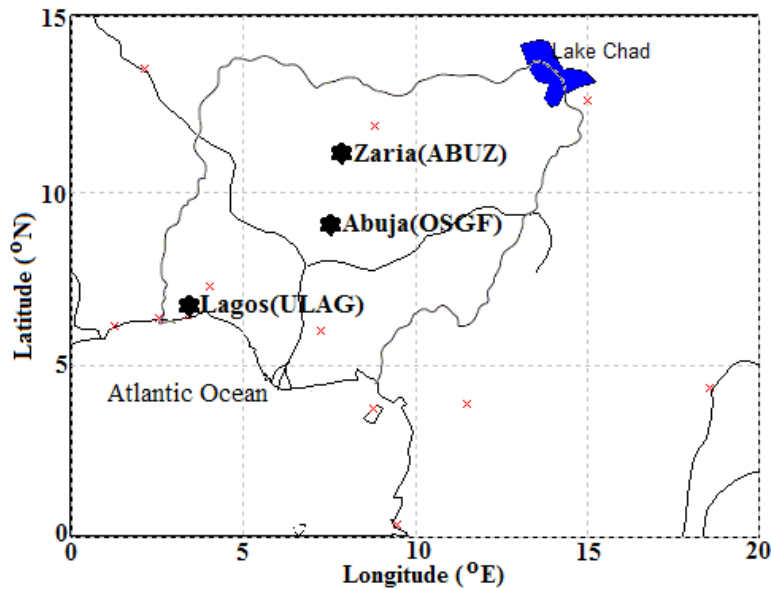 15
Lake Chad
Zaria(ABUZ)
10
Abuja(OSGF)
Latitude (°N)
Lagos(ULAG)
5
Atlantic Ocean
0
0 5 10 15 20
Longitude (°E)